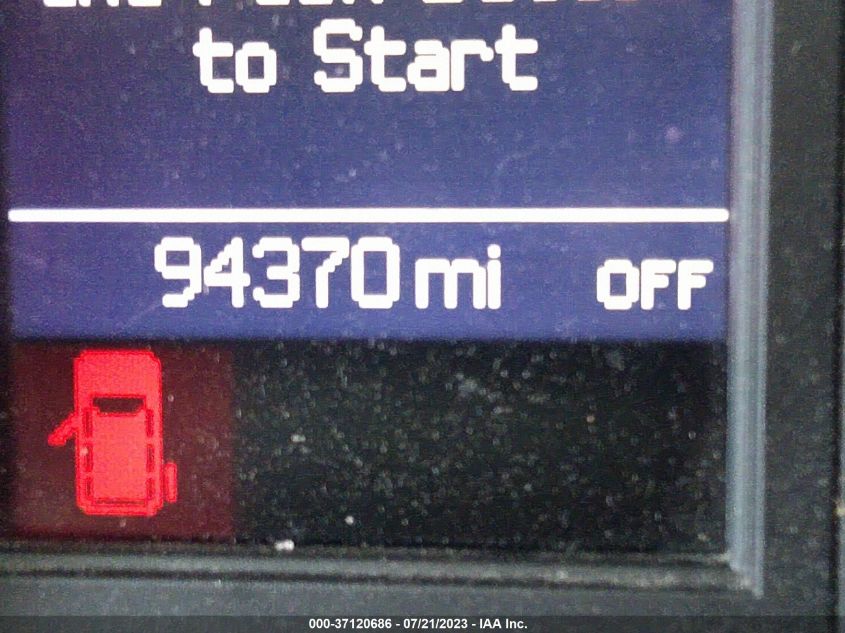 to Start
94370 mi OFF
000-37120686 - 07/21/2023 - IAA Inc.